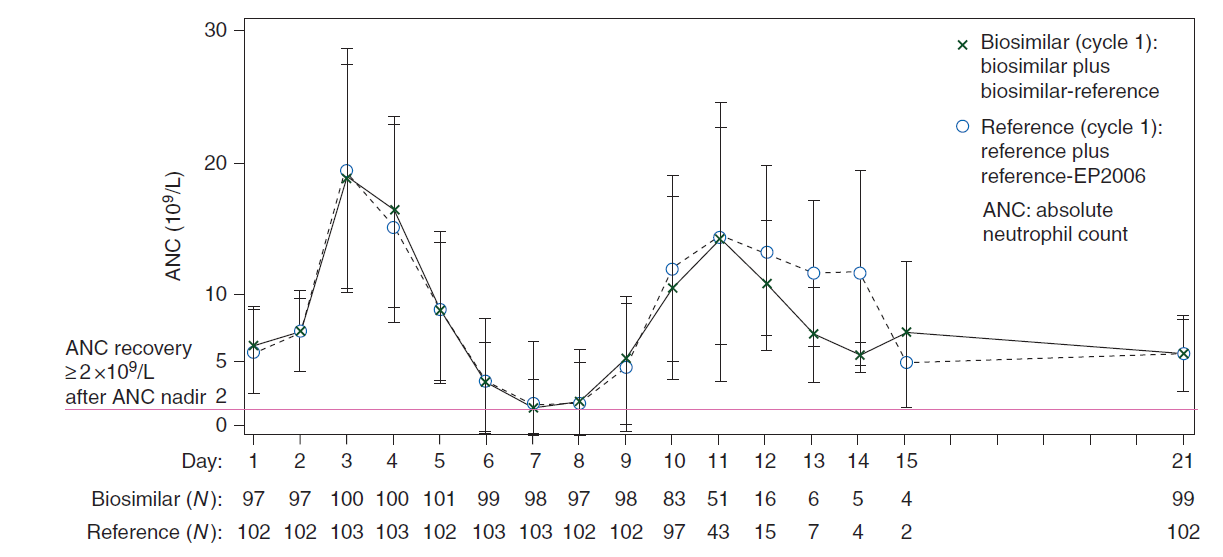 30
20
10
5
2
0
ANC (10⁹/L)
× Biosimilar (cycle 1):
biosimilar plus
biosimilar-reference
Reference (cycle 1):
reference plus
reference-EP2006
ANC: absolute
neutrophil count
ANC recovery
≥2×10⁹/L
after ANC nadir
Day: 1 2 3 4 5 6 7 8 9 10 11 12 13 14 15 21
Biosimilar (N): 97 97 100 100 101 99 98 97 98 83 51 16 6 5 4 99
Reference (N): 102 102 103 103 102 103 103 102 102 97 43 15 7 4 2 102